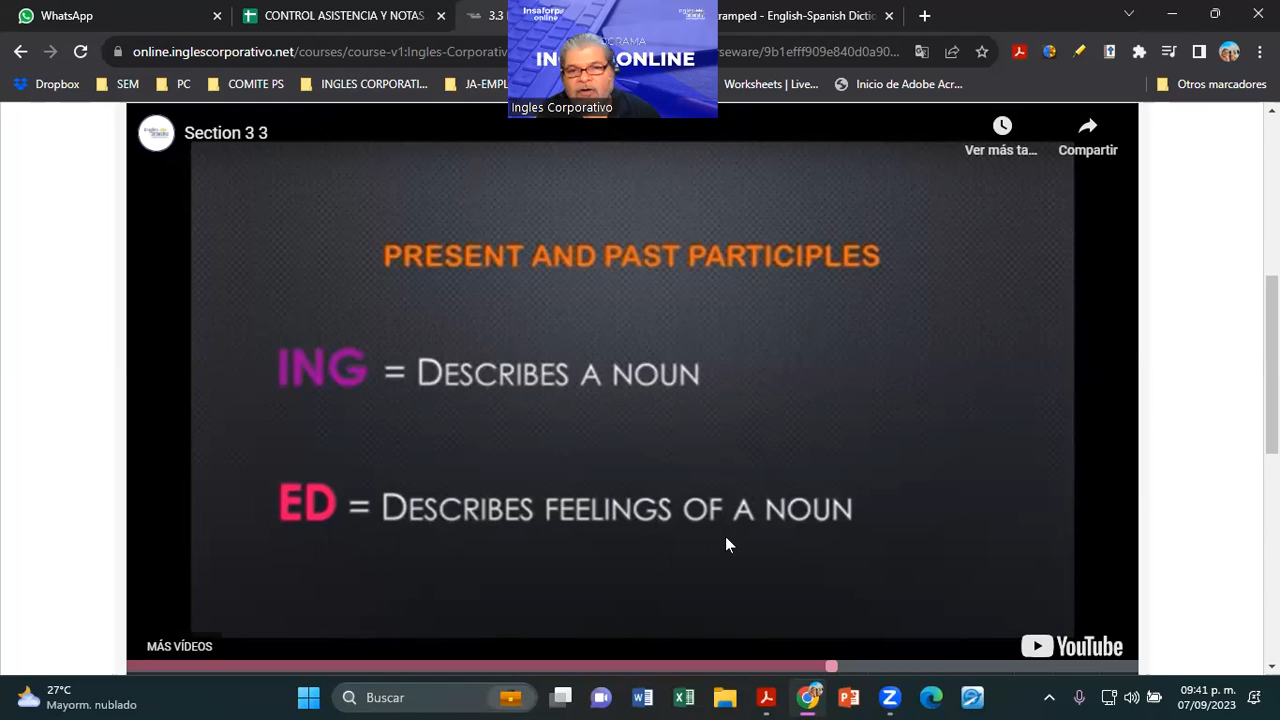 WhatsApp
CONTROL ASISTENCIA Y NOTAS
3.3
ramped - English-Spanish Dictio
online.inglescorporativo.net/courses/course-v1:Ingles-Corporativ
seware/9b1efff909e840d0a90...
Insaforp
online
ONLINE
Ingles Corporativo
Dropbox
SEM
PC
COMITE PS
INGLES CORPORATI...
JA-EMPL
Worksheets | Live...
Inicio de Adobe Acr...
Otros marcadores
Section 3 3
Ver más ta...
Compartir
PRESENT AND PAST PARTICIPLES
ING = DESCRIBES A NOUN
ED = DESCRIBES FEELINGS OF A NOUN
MÁS VÍDEOS
YouTube
27°C
Mayorm. nublado
Buscar
09:41 p. m.
07/09/2023